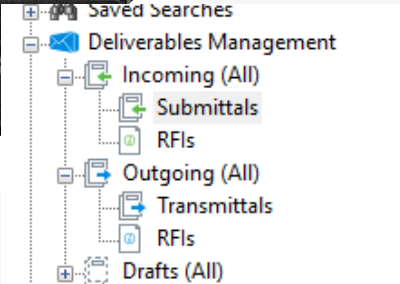 Saved Searches
Deliverables Management
Incoming (All)
Submittals
RFIs
Outgoing (All)
Transmittals
RFIs
Drafts (All)